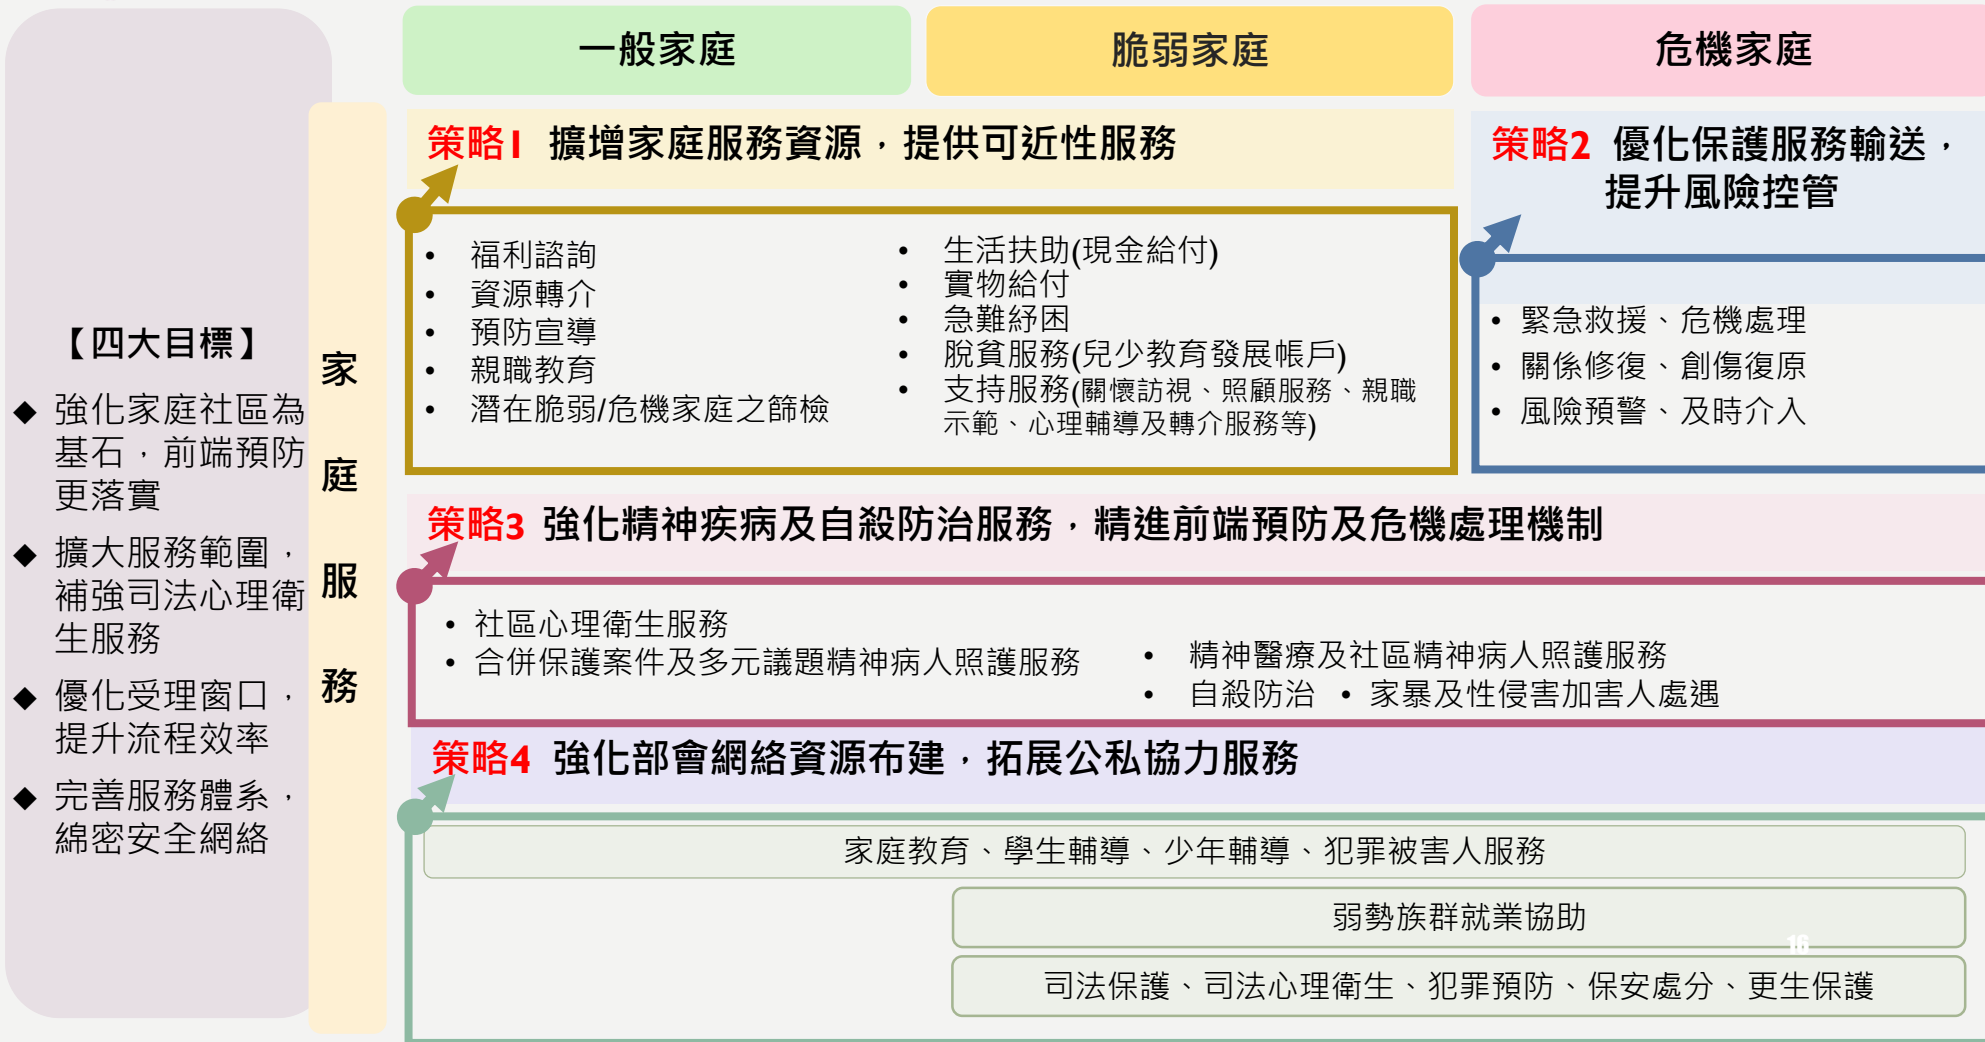 一般家庭
脆弱家庭
危機家庭
【四大目標】
◆ 強化家庭社區為
基石，前端預防
更落實
◆ 擴大服務範圍，
補強司法心理衛
生服務
◆ 優化受理窗口，
提升流程效率
◆ 完善服務體系，
綿密安全網絡
家
庭
服
務
策略1 擴增家庭服務資源，提供可近性服務
• 福利諮詢
• 資源轉介
• 預防宣導
• 親職教育
• 潛在脆弱/危機家庭之篩檢
• 生活扶助(現金給付)
• 實物給付
• 急難紓困
• 脫貧服務(兒少教育發展帳戶)
• 支持服務(關懷訪視、照顧服務、親職
示範、心理輔導及轉介服務等)
策略2 優化保護服務輸送，
提升風險控管
• 緊急救援、危機處理
• 關係修復、創傷復原
• 風險預警、及時介入
策略3 強化精神疾病及自殺防治服務，精進前端預防及危機處理機制
• 社區心理衛生服務
• 合併保護案件及多元議題精神病人照護服務
• 精神醫療及社區精神病人照護服務
• 自殺防治 • 家暴及性侵害加害人處遇
策略4 強化部會網絡資源布建，拓展公私協力服務
家庭教育、學生輔導、少年輔導、犯罪被害人服務
弱勢族群就業協助
16
司法保護、司法心理衛生、犯罪預防、保安處分、更生保護